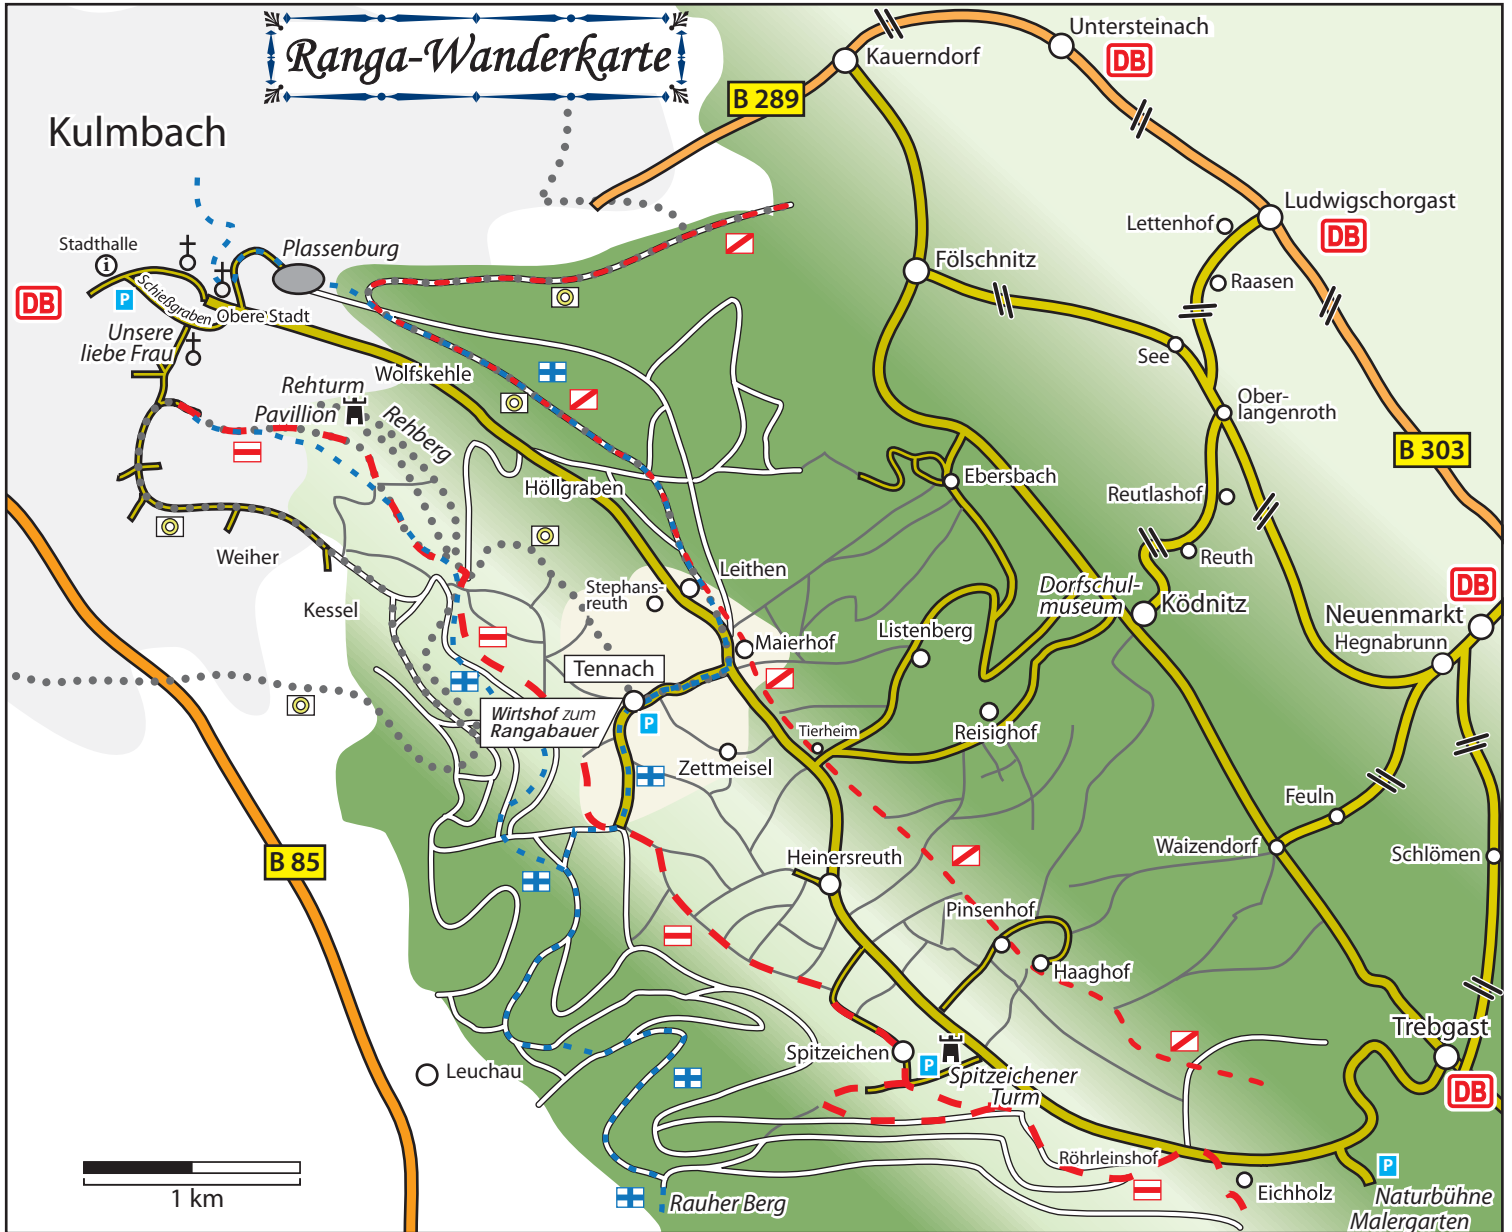 Ranga-Wanderkarte
Untersteinach
DB
Kauerndorf
B 289
Kulmbach
Ludwigschorgast
DB
Lettenhof
Stadthalle
i
Plassenburg
Fölschnitz
Raasen
DB
P
Schießgraben
Obere Stadt
Unsere
liebe Frau
See
Wolfskehle
Rehturm
Pavillion
Rehberg
Ober-
langenroth
B 303
Höllgraben
Ebersbach
Reutlashof
Weiher
Reuth
Leithen
Stephans-
reuth
Kessel
Dorfschul-
museum
Ködnitz
DB
Neuenmarkt
Hegnabrunn
Listenberg
Maierhof
Tennach
Wirtshof zum
Rangabauer
P
Tierheim
Reisighof
Zettmeisel
Feuln
B 85
Heinersreuth
Waizendorf
Schlömen
Pinsenhof
Haaghof
Trebgast
Spitzeichen
P
Spitzeichener
Turm
Leuchau
DB
1 km
Röhrleinshof
Rauher Berg
Eichholz
P
Naturbühne
Malergarten